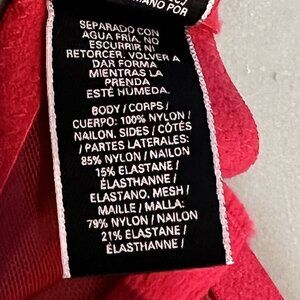 MANO POR
SEPARADO CON
AGUA FRÍA. NO
ESCURRIR NI
RETORCER. VOLVER A
DAR FORMA
MIENTRAS LA
PRENDA
ESTÉ HÚMEDA.
BODY / CORPS /
CUERPO: 100% NYLON /
NAILON. SIDES / CÔTÉS
/ PARTES LATERALES:
85% NYLON / NAILON
15% ELASTANE /
ÉLASTHANNE /
ELASTANO. MESH /
MAILLE / MALLA:
79% NYLON / NAILON
21% ELASTANE /
ÉLASTHANNE /